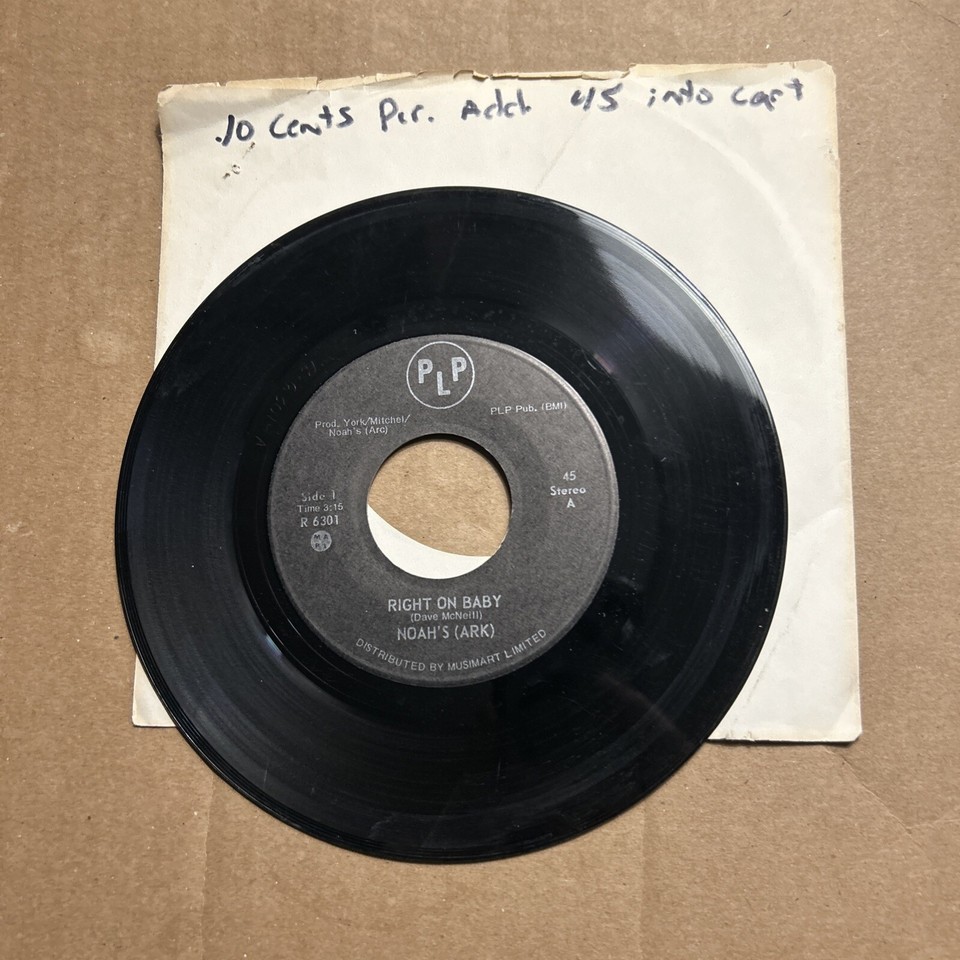 .10 Cents Per. Add. 45 into cart
PLP
Prod. York/Mitchel/
Noah's (Arc)
PLP Pub. (BMI)
Side 1
Time 3:15
R 6301
45
Stereo
A
RIGHT ON BABY
(Dave McNeill)
NOAH'S (ARK)
DISTRIBUTED BY MUSIMART LIMITED